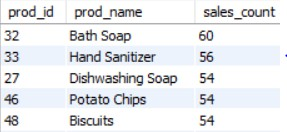 prod_id prod_name sales_count
32 Bath Soap 60
33 Hand Sanitizer 56
27 Dishwashing Soap 54
46 Potato Chips 54
48 Biscuits 54